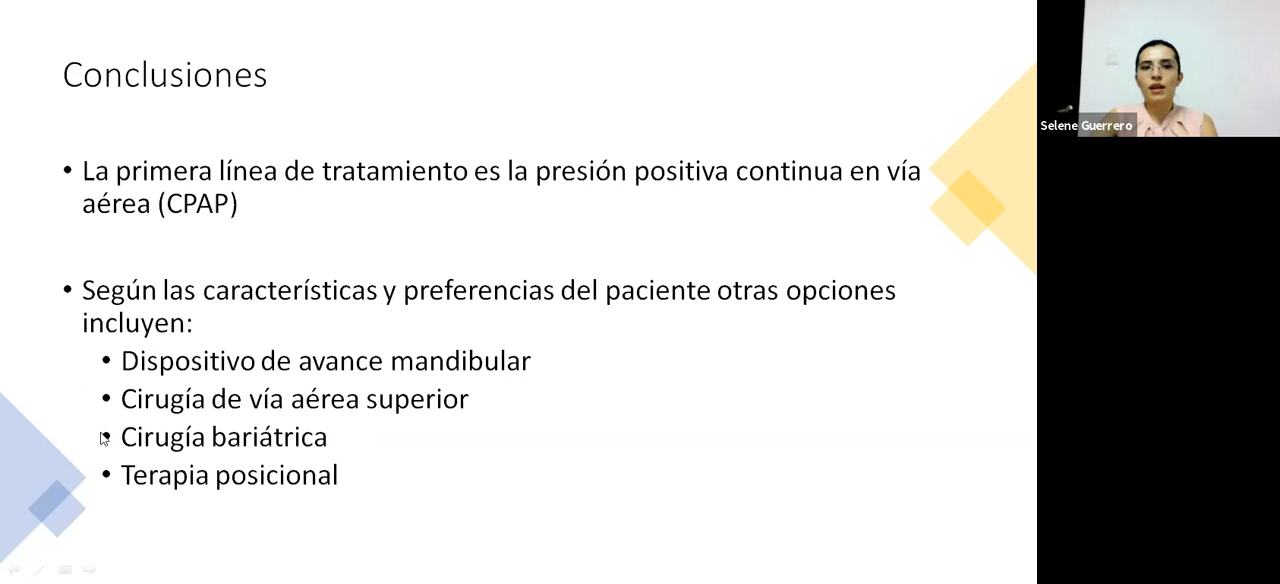 Conclusiones
• La primera línea de tratamiento es la presión positiva continua en vía
aérea (CPAP)
• Según las características y preferencias del paciente otras opciones
incluyen:
• Dispositivo de avance mandibular
• Cirugía de vía aérea superior
• Cirugía bariátrica
• Terapia posicional
Selene Guerrero